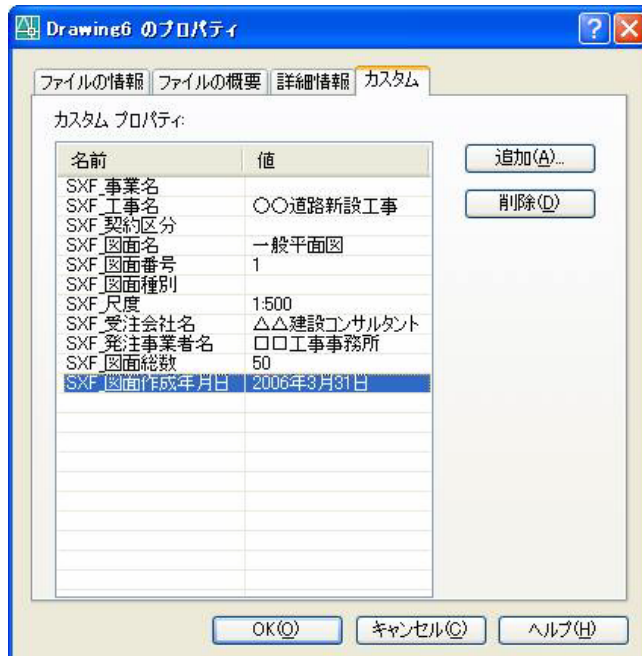 Drawing6 のプロパティ
ファイルの情報 ファイルの概要 詳細情報 カスタム
カスタム プロパティ:
名前 値
追加(A)...
削除(D)
SXF_事業名
SXF_工事名 〇〇道路新設工事
SXF_契約区分
SXF_図面名 一般平面図
SXF_図面番号 1
SXF_図面種別
SXF_尺度 1:500
SXF_受注会社名 △△建設コンサルタント
SXF_発注事業者名 □□工事事務所
SXF_図面総数 50
SXF_図面作成年月日 2006年3月31日
OK(O) キャンセル(C) ヘルプ(H)